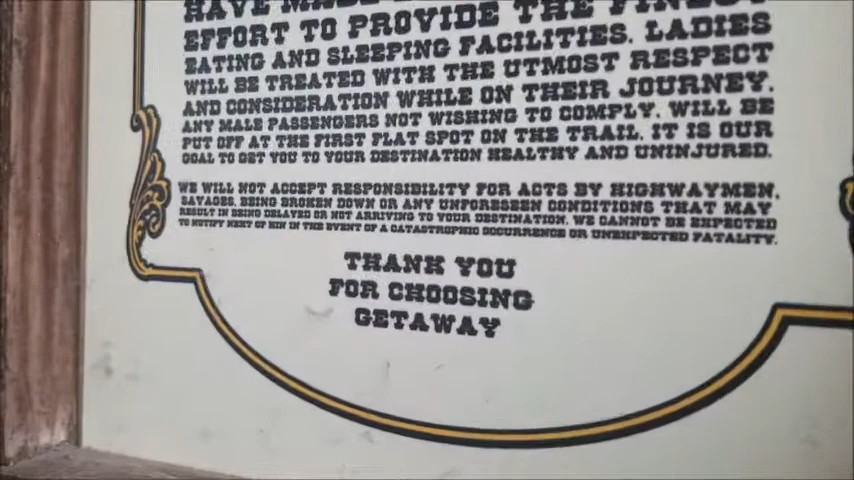 HAVE MADE
EFFORT TO PROVIDE THE FINEST
EATING AND SLEEPING FACILITIES. LADIES
WILL BE TREATED WITH THE UTMOST RESPECT
AND CONSIDERATION WHILE ON THEIR JOURNEY.
ANY MALE PASSENGERS NOT WISHING TO COMPLY. WILL BE
PUT OFF AT THE FIRST FLAT SPOT ON THE TRAIL. IT IS OUR
GOAL TO GET YOU TO YOUR DESTINATION HEALTHY AND UNINJURED.
WE WILL NOT ACCEPT RESPONSIBILITY FOR ACTS BY HIGHWAYMEN.
SAVAGES. BEING BROKEN DOWN OR ANY UNFORESEEN CONDITIONS THAT MAY
RESULT IN BEING DELAYED OR NOT ARRIVING TO YOUR DESTINATION. WE CANNOT BE EXPECTED
TO NOTIFY NEXT OF KIN IN THE EVENT OF A CATASTROPHIC OCCURRENCE OR UNEXPECTED FATALITY.
THANK YOU
FOR CHOOSING
GETAWAY